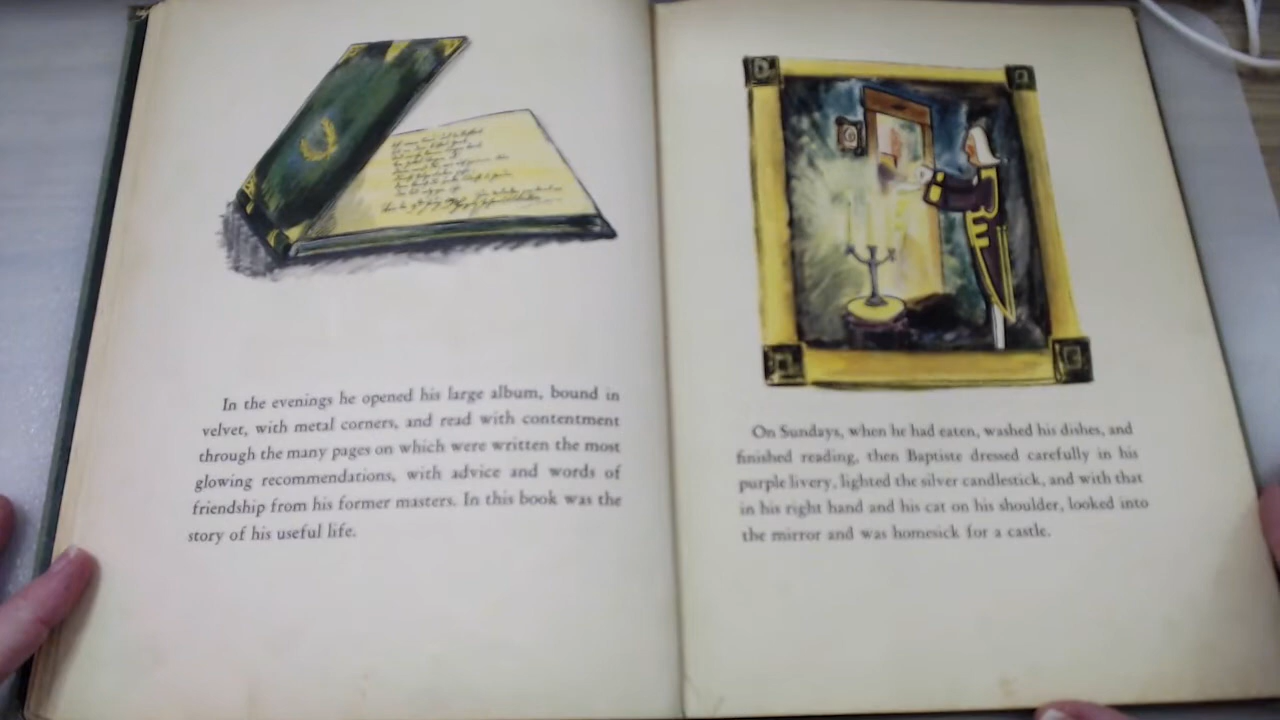 In the evenings he opened his large album, bound in
velvet, with metal corners, and read with contentment
through the many pages on which were written the most
glowing recommendations, with advice and words of
friendship from his former masters. In this book was the
story of his useful life.
On Sundays, when he had eaten, washed his dishes, and
finished reading, then Baptiste dressed carefully in his
purple livery, lighted the silver candlestick, and with that
in his right hand and his cat on his shoulder, looked into
the mirror and was homesick for a castle.